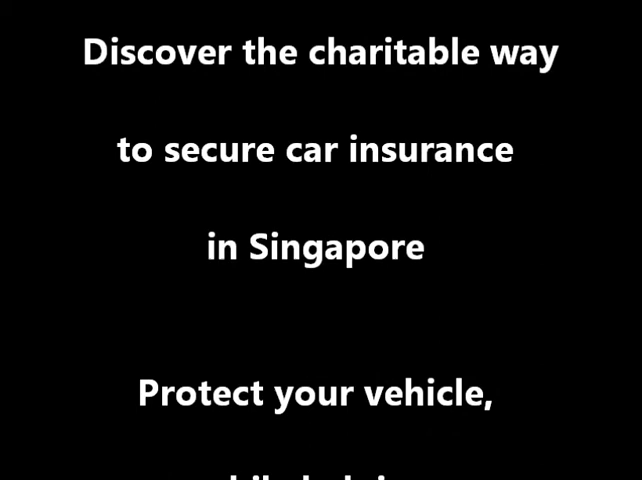 Discover the charitable way
to secure car insurance
in Singapore
Protect your vehicle,